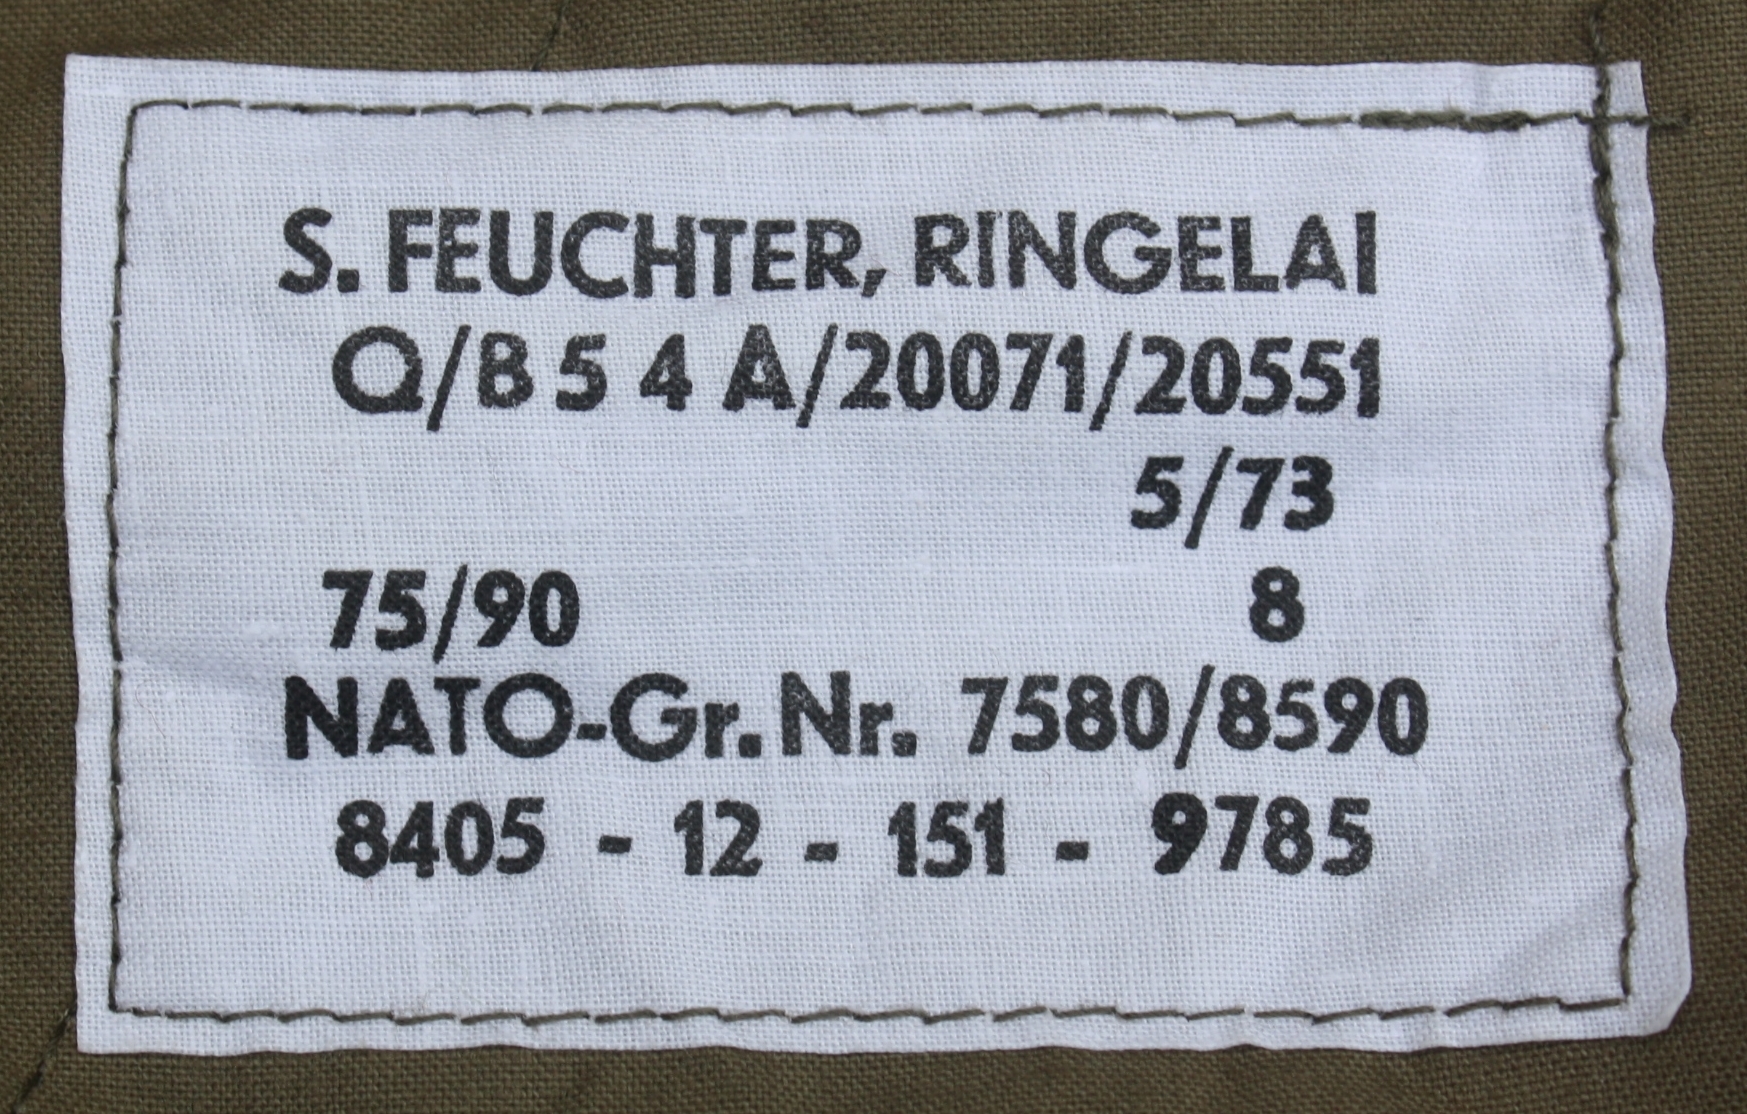 S. FEUCHTER, RINGELAI
Q/B 5 4 A/20071/20551
5/73
75/90 8
NATO-Gr. Nr. 7580/8590
8405 - 12 - 151 - 9785